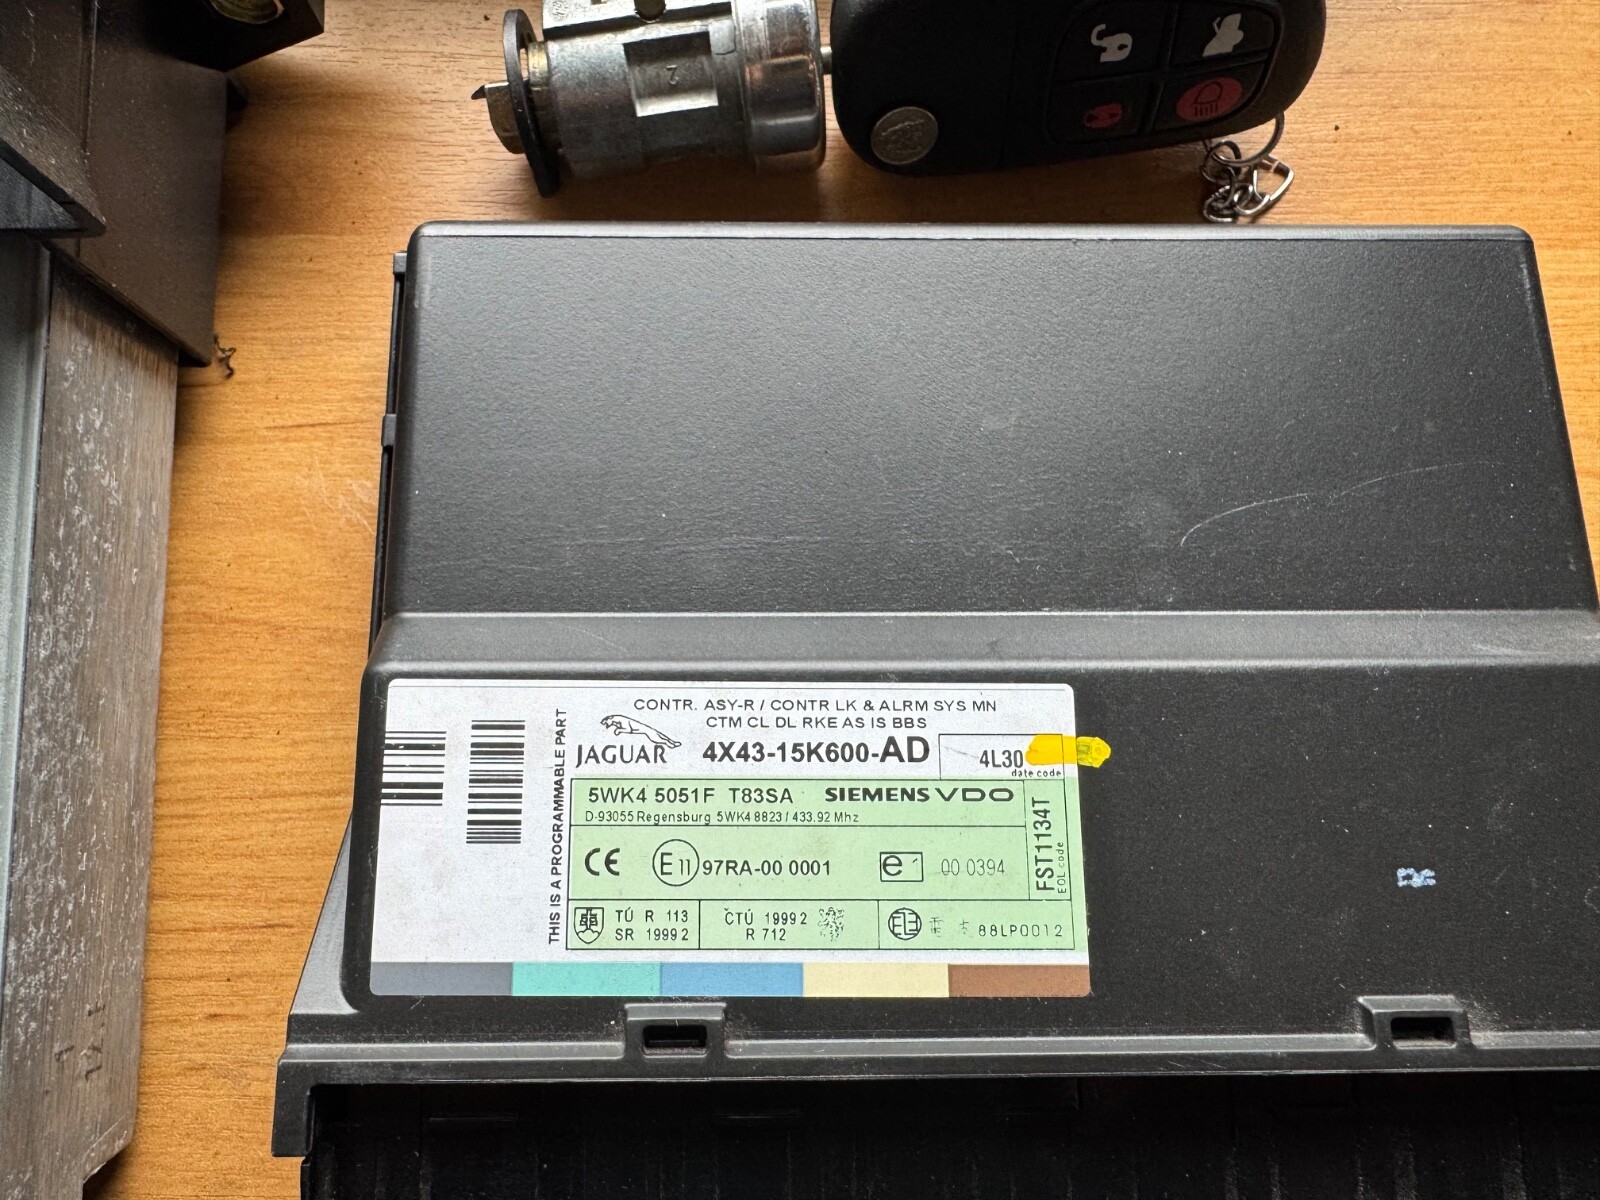 2
CONTR. ASY-R / CONTR LK & ALRM SYS MN
CTM CL DL RKE AS IS BBS
JAGUAR 4X43-15K600-AD
4L30
date code
5WK4 5051F T83SA SIEMENS VDO
D-93055 Regensburg 5WK4 8823 / 433.92 Mhz
CE E11 97RA-00 0001 e1 00 0394
TÚ R 113
SR 1999 2
ČTÚ 1999 2
R 712
88LP0012
THIS IS A PROGRAMMABLE PART
FST1134T
EOL code